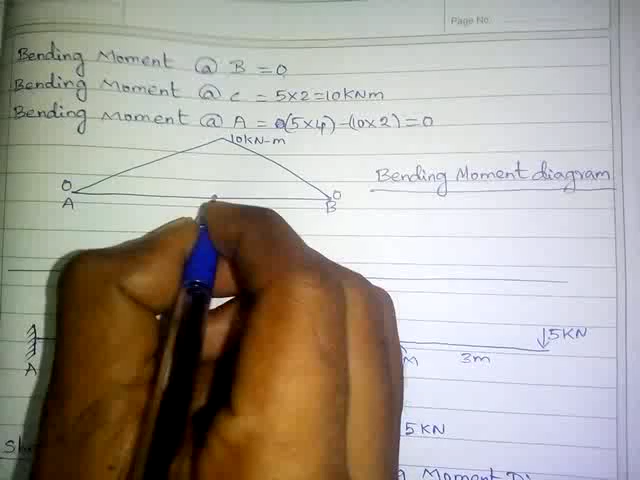 Page No:
Bending Moment @ B = 0
Bending Moment @ C = 5x2=10KNm
Bending Moment @ A = (5x4)-(10x2)=0
10KN-m
Bending Moment diagram
0 0
A B
5KN
A M 3m
5KN
Moment Di